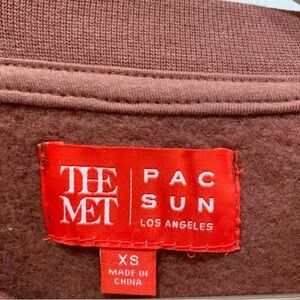 THE MET
PAC SUN
LOS ANGELES
XS
MADE IN
CHINA